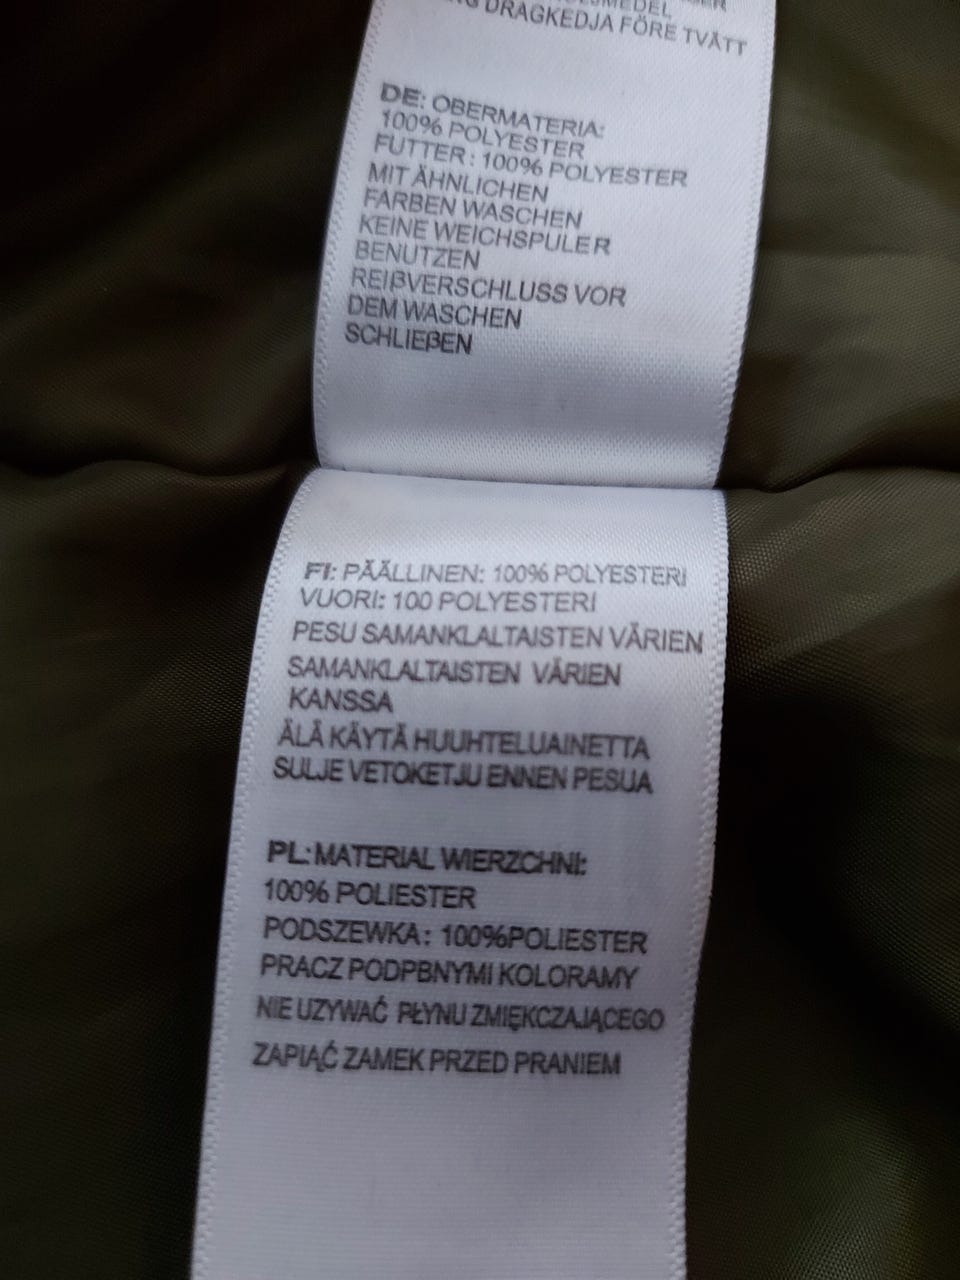 DRAGKEDJA FÖRE TVÄTT
DE: OBERMATERIA:
100% POLYESTER
FUTTER: 100% POLYESTER
MIT ÄHNLICHEN
FARBEN WASCHEN
KEINE WEICHSPULER
BENUTZEN
REIßVERSCHLUSS VOR
DEM WASCHEN
SCHLIEßEN
FI: PÄÄLLINEN: 100% POLYESTERI
VUORI: 100 POLYESTERI
PESU SAMANKLALTAISTEN VÄRIEN
SAMANKLALTAISTEN VÄRIEN
KANSSA
ÄLÄ KÄYTÄ HUUHTELUAINETTA
SULJE VETOKETJU ENNEN PESUA
PL: MATERIAL WIERZCHNI:
100% POLIESTER
PODSZEWKA: 100%POLIESTER
PRACZ PODPBNYMI KOLORAMY
NIE UZYWAĆ PŁYNU ZMIĘKCZAJĄCEGO
ZAPIĄĆ ZAMEK PRZED PRANIEM